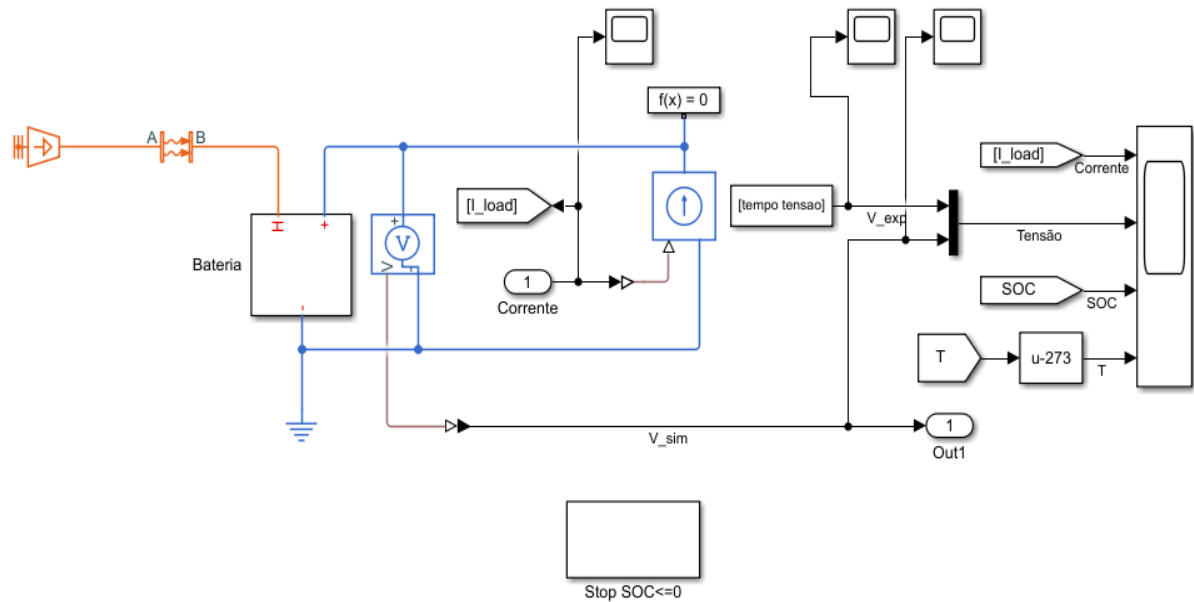 f(x) = 0
A
B
[I_load]
Corrente
[I_load]
[tempo tensao]
V_exp
H
+
+
V
-
V
-
Bateria
Tensão
1
Corrente
SOC
SOC
T
u-273
T
V_sim
1
Out1
Stop SOC<=0